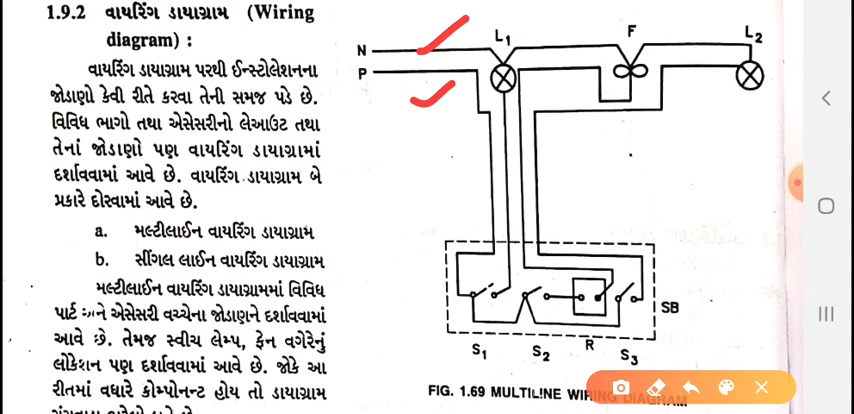 1.9.2 વાયરિંગ ડાયાગ્રામ (Wiring
diagram) :
વાયરિંગ ડાયાગ્રામ પરથી ઈન્સ્ટોલેશનના
જોડાણો કેવી રીતે કરવા તેની સમજ પડે છે.
વિવિધ ભાગો તથા એસેસરીનો લેઆઉટ તથા
તેનાં જોડાણો પણ વાયરિંગ ડાયાગ્રામાં
દર્શાવવામાં આવે છે. વાયરિંગ ડાયાગ્રામ બે
પ્રકારે દોરવામાં આવે છે.
a. મલ્ટીલાઈન વાયરિંગ ડાયાગ્રામ
b. સીંગલ લાઈન વાયરિંગ ડાયાગ્રામ
મલ્ટીલાઈન વાયરિંગ ડાયાગ્રામમાં વિવિધ
પાર્ટ અને એસેસરી વચ્ચેના જોડાણને દર્શાવવામાં
આવે છે. તેમજ સ્વીચ લેમ્પ, ફેન વગેરેનું
લોકેશન પણ દર્શાવવામાં આવે છે. જોકે આ
રીતમાં વધારે કોમ્પોનન્ટ હોય તો ડાયાગ્રામ
N
P
L1
F
L2
SB
S1
S2
R
S3
FIG. 1.69 MULTILINE WIRING DIAGRAM